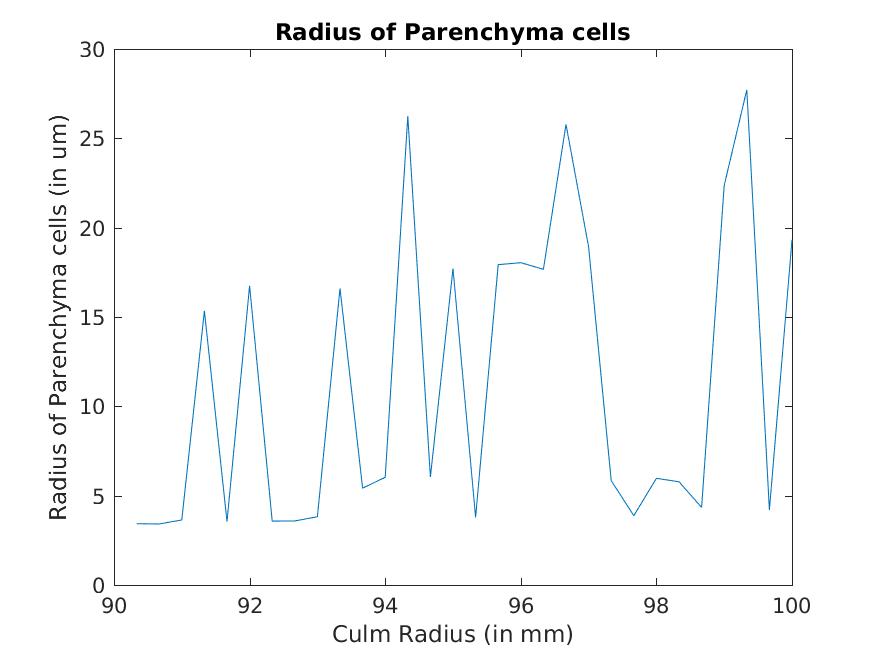 Radius of Parenchyma cells
30
25
20
15
10
5
0
Radius of Parenchyma cells (in um)
90 92 94 96 98 100
Culm Radius (in mm)